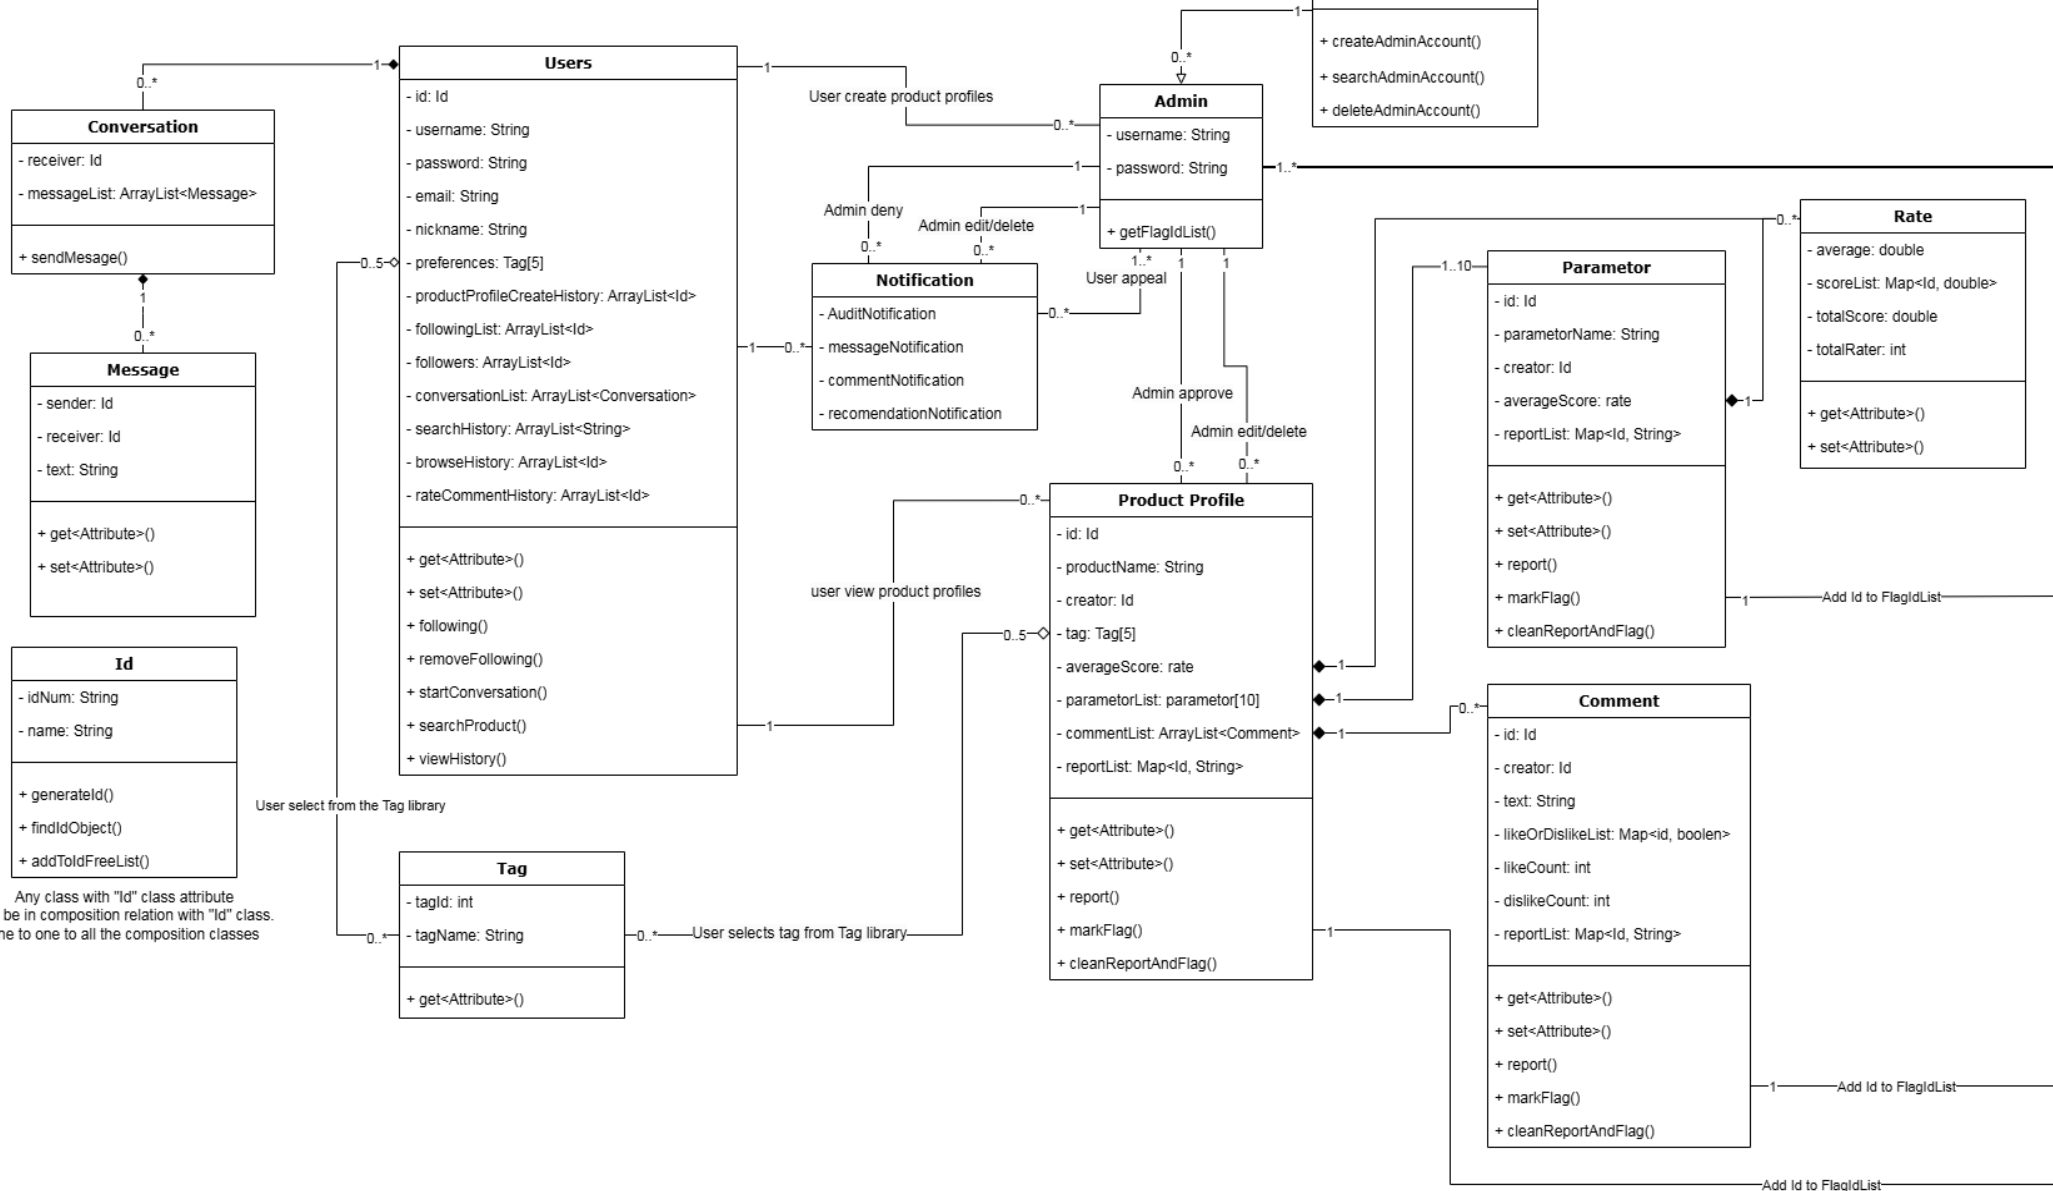 1
0..*
+ createAdminAccount()
+ searchAdminAccount()
+ deleteAdminAccount()
Users
- id: Id
- username: String
- password: String
- email: String
- nickname: String
- preferences: Tag[5]
- productProfileCreateHistory: ArrayList<Id>
- followingList: ArrayList<Id>
- followers: ArrayList<Id>
- conversationList: ArrayList<Conversation>
- searchHistory: ArrayList<String>
- browseHistory: ArrayList<Id>
- rateCommentHistory: ArrayList<Id>
+ get<Attribute>()
+ set<Attribute>()
+ following()
+ removeFollowing()
+ startConversation()
+ searchProduct()
+ viewHistory()
1
0..*
Conversation
- receiver: Id
- messageList: ArrayList<Message>
+ sendMesage()
1
0..*
Message
- sender: Id
- receiver: Id
- text: String
+ get<Attribute>()
+ set<Attribute>()
Id
- idNum: String
- name: String
+ generateId()
+ findIdObject()
+ addToIdFreeList()
Any class with "Id" class attribute
be in composition relation with "Id" class.
to one to all the composition classes
0..5
User select from the Tag library
0..*
Tag
- tagId: int
- tagName: String
+ get<Attribute>()
0..*
User selects tag from Tag library
0..5
1
User create product profiles
0..*
Admin
- username: String
- password: String
+ getFlagIdList()
1..*
1
Admin deny
0..*
1
Admin edit/delete
0..*
1..*
User appeal
0..*
Notification
- AuditNotification
- messageNotification
- commentNotification
- recomendationNotification
1
0..*
1
Admin approve
0..*
1
Admin edit/delete
0..*
1
user view product profiles
0..*
Product Profile
- id: Id
- productName: String
- creator: Id
- tag: Tag[5]
- averageScore: rate
- parametorList: parametor[10]
- commentList: ArrayList<Comment>
- reportList: Map<Id, String>
+ get<Attribute>()
+ set<Attribute>()
+ report()
+ markFlag()
+ cleanReportAndFlag()
1
1
1
1
Add Id to FlagIdList
1..10
Parametor
- id: Id
- parametorName: String
- creator: Id
- averageScore: rate
- reportList: Map<Id, String>
+ get<Attribute>()
+ set<Attribute>()
+ report()
+ markFlag()
+ cleanReportAndFlag()
1
1
Add Id to FlagIdList
0..*
Rate
- average: double
- scoreList: Map<Id, double>
- totalScore: double
- totalRater: int
+ get<Attribute>()
+ set<Attribute>()
0..*
Comment
- id: Id
- creator: Id
- text: String
- likeOrDislikeList: Map<id, boolen>
- likeCount: int
- dislikeCount: int
- reportList: Map<Id, String>
+ get<Attribute>()
+ set<Attribute>()
+ report()
+ markFlag()
+ cleanReportAndFlag()
1
Add Id to FlagIdList